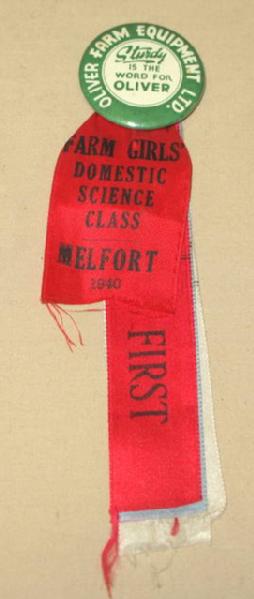 OLIVER FARM EQUIPMENT LTD.
Sturdy
IS THE
WORD FOR
OLIVER
FARM GIRLS'
DOMESTIC
SCIENCE
CLASS
MELFORT
1940
FIRST